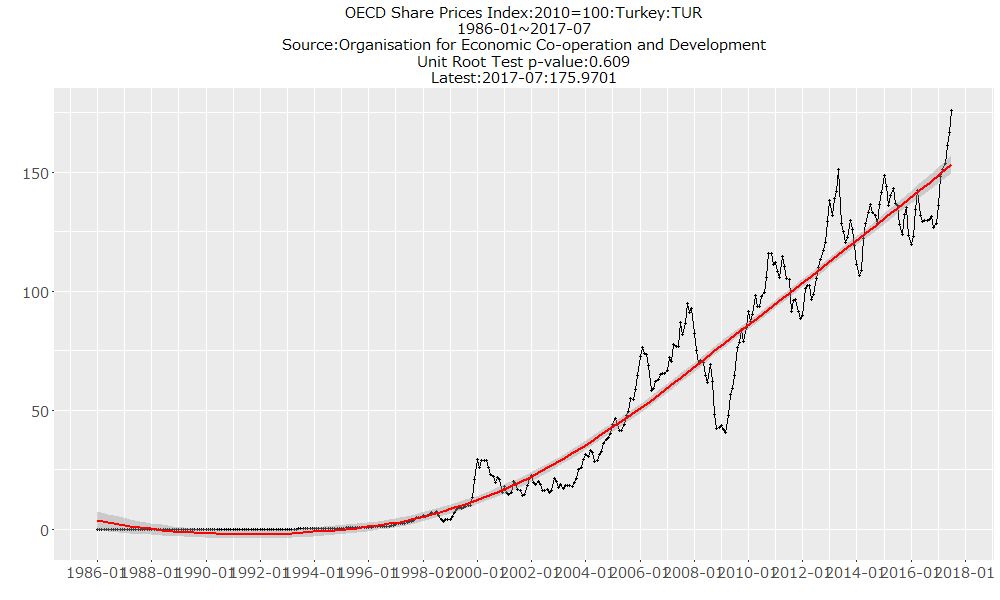 OECD Share Prices Index:2010=100:Turkey:TUR
1986-01~2017-07
Source:Organisation for Economic Co-operation and Development
Unit Root Test p-value:0.609
Latest:2017-07:175.9701
150
100
50
0
1986-01 1988-01 1990-01 1992-01 1994-01 1996-01 1998-01 2000-01 2002-01 2004-01 2006-01 2008-01 2010-01 2012-01 2014-01 2016-01 2018-01